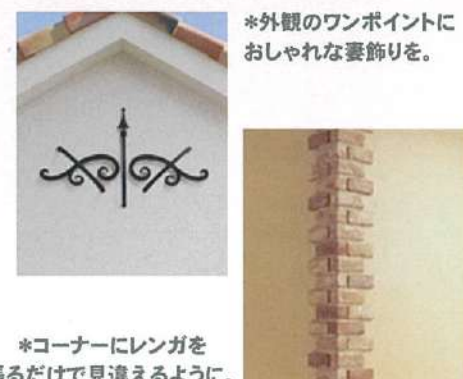 *外観のワンポイントに
おしゃれな妻飾りを。
*コーナーにレンガを
張るだけで見違えるように。